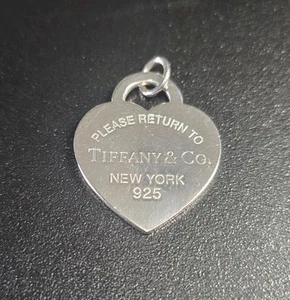 PLEASE RETURN TO
TIFFANY & CO.
NEW YORK
925